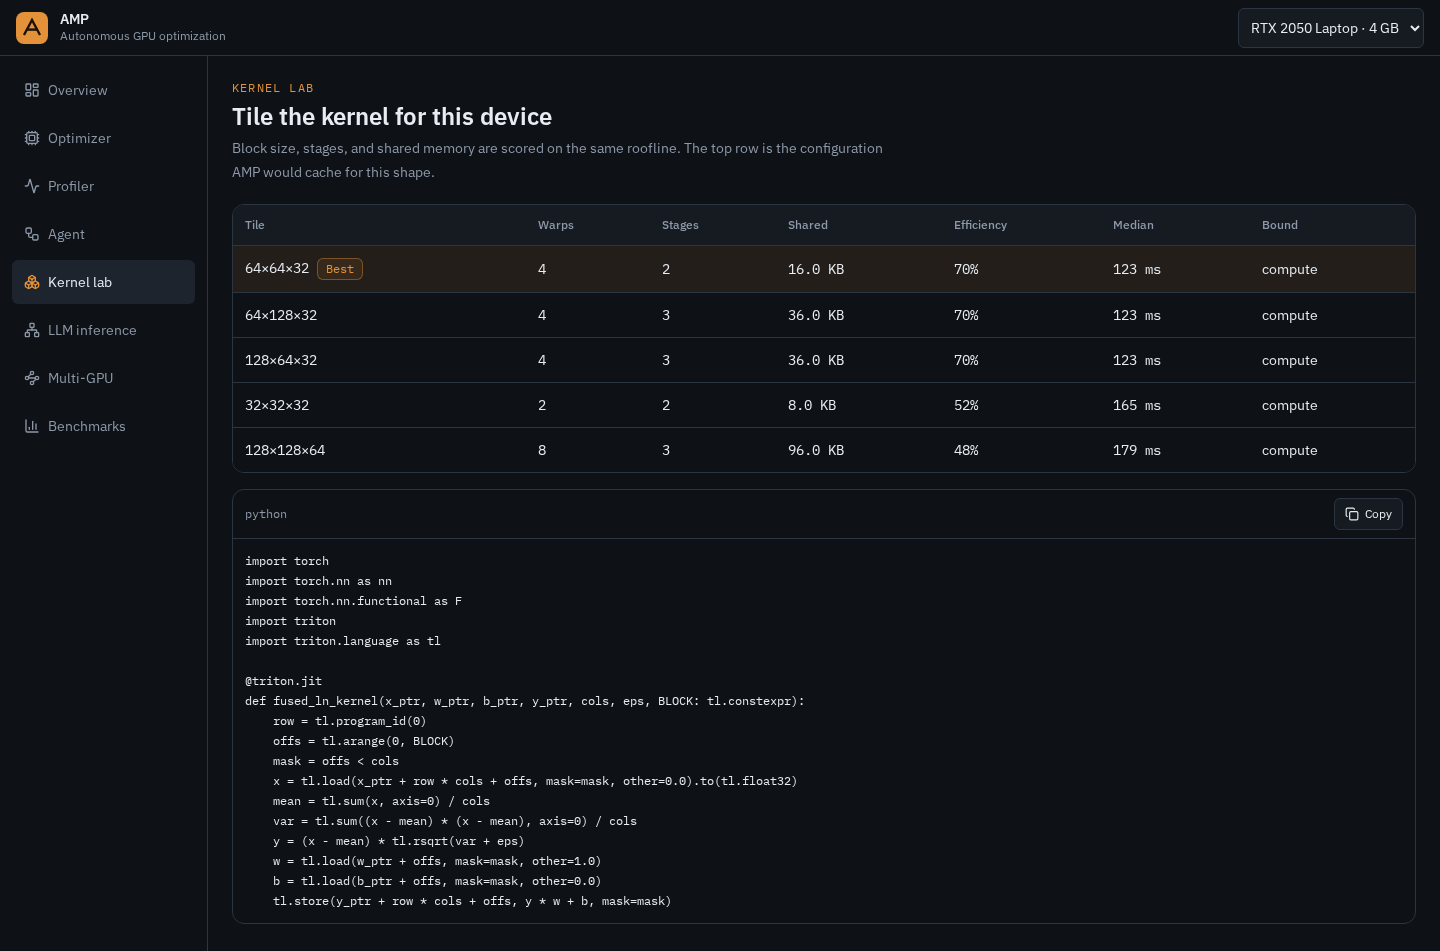 AMP
Autonomous GPU optimization
RTX 2050 Laptop · 4 GB
Overview
Optimizer
Profiler
Agent
Kernel lab
LLM inference
Multi-GPU
Benchmarks
KERNEL LAB
Tile the kernel for this device
Block size, stages, and shared memory are scored on the same roofline. The top row is the configuration
AMP would cache for this shape.
Tile Warps Stages Shared Efficiency Median Bound
64×64×32 Best 4 2 16.0 KB 70% 123 ms compute
64×128×32 4 3 36.0 KB 70% 123 ms compute
128×64×32 4 3 36.0 KB 70% 123 ms compute
32×32×32 2 2 8.0 KB 52% 165 ms compute
128×128×64 8 3 96.0 KB 48% 179 ms compute
python Copy
import torch
import torch.nn as nn
import torch.nn.functional as F
import triton
import triton.language as tl

@triton.jit
def fused_ln_kernel(x_ptr, w_ptr, b_ptr, y_ptr, cols, eps, BLOCK: tl.constexpr):
    row = tl.program_id(0)
    offs = tl.arange(0, BLOCK)
    mask = offs < cols
    x = tl.load(x_ptr + row * cols + offs, mask=mask, other=0.0).to(tl.float32)
    mean = tl.sum(x, axis=0) / cols
    var = tl.sum((x - mean) * (x - mean), axis=0) / cols
    y = (x - mean) * tl.rsqrt(var + eps)
    w = tl.load(w_ptr + offs, mask=mask, other=1.0)
    b = tl.load(b_ptr + offs, mask=mask, other=0.0)
    tl.store(y_ptr + row * cols + offs, y * w + b, mask=mask)